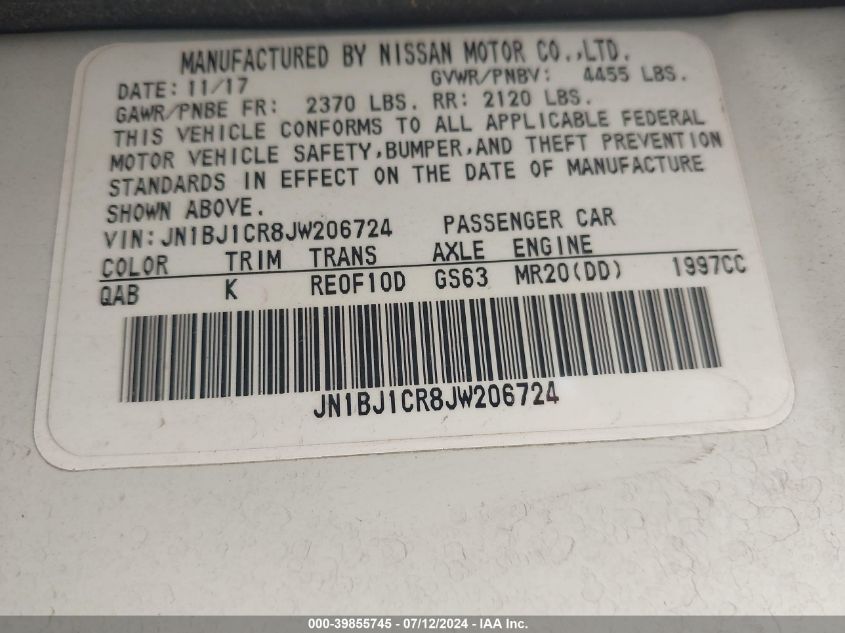 MANUFACTURED BY NISSAN MOTOR CO.,LTD.
DATE: 11/17 GVWR/PNBV: 4455 LBS.
GAWR/PNBE FR: 2370 LBS. RR: 2120 LBS.
THIS VEHICLE CONFORMS TO ALL APPLICABLE FEDERAL
MOTOR VEHICLE SAFETY,BUMPER,AND THEFT PREVENTION
STANDARDS IN EFFECT ON THE DATE OF MANUFACTURE
SHOWN ABOVE.
VIN: JN1BJ1CR8JW206724 PASSENGER CAR
COLOR TRIM TRANS AXLE ENGINE
QAB K RE0F10D GS63 MR20(DD) 1997CC
JN1BJ1CR8JW206724
000-39855745 - 07/12/2024 - IAA Inc.